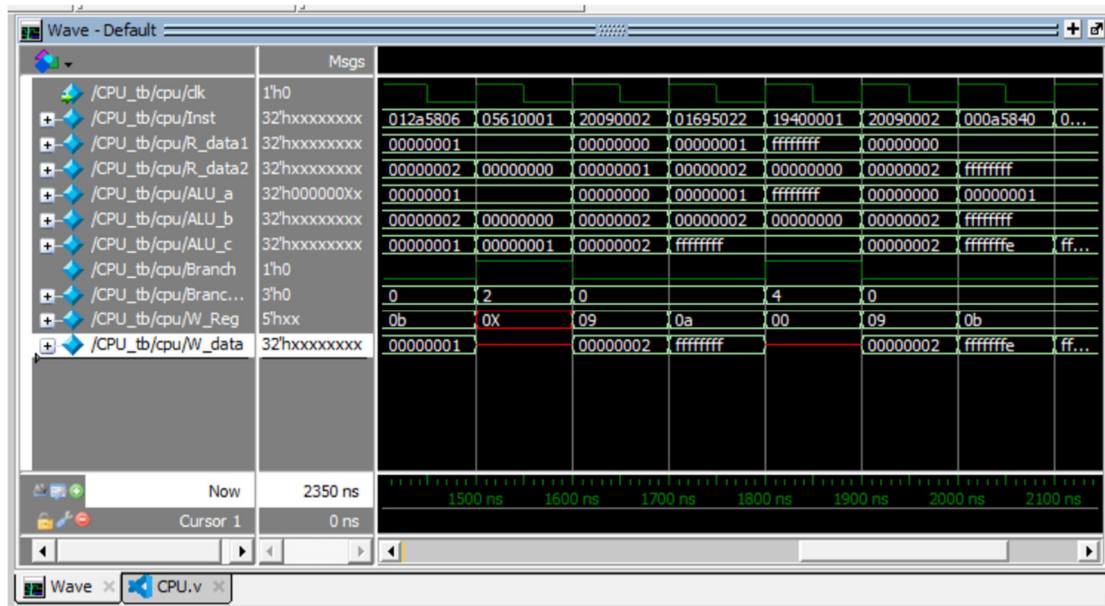 Wave - Default
Msgs
/CPU_tb/cpu/clk 1'h0
/CPU_tb/cpu/Inst 32'hxxxxxxxx 012a5806 05610001 20090002 01695022 19400001 20090002 000a5840 0...
/CPU_tb/cpu/R_data1 32'hxxxxxxxx 00000001 00000000 00000001 ffffffff 00000000
/CPU_tb/cpu/R_data2 32'hxxxxxxxx 00000002 00000000 00000001 00000002 00000000 00000002 ffffffff
/CPU_tb/cpu/ALU_a 32'h000000Xx 00000001 00000000 00000001 ffffffff 00000000 00000001
/CPU_tb/cpu/ALU_b 32'hxxxxxxxx 00000002 00000000 00000002 00000002 00000000 00000002 ffffffff
/CPU_tb/cpu/ALU_c 32'hxxxxxxxx 00000001 00000001 00000002 ffffffff 00000002 fffffffe ff...
/CPU_tb/cpu/Branch 1'h0
/CPU_tb/cpu/Branc... 3'h0 0 2 0 4 0
/CPU_tb/cpu/W_Reg 5'hxx 0b 0X 09 0a 00 09 0b
/CPU_tb/cpu/W_data 32'hxxxxxxxx 00000001 00000002 ffffffff 00000002 fffffffe ff...
Now 2350 ns
1500 ns 1600 ns 1700 ns 1800 ns 1900 ns 2000 ns 2100 ns
Cursor 1 0 ns
Wave CPU.v